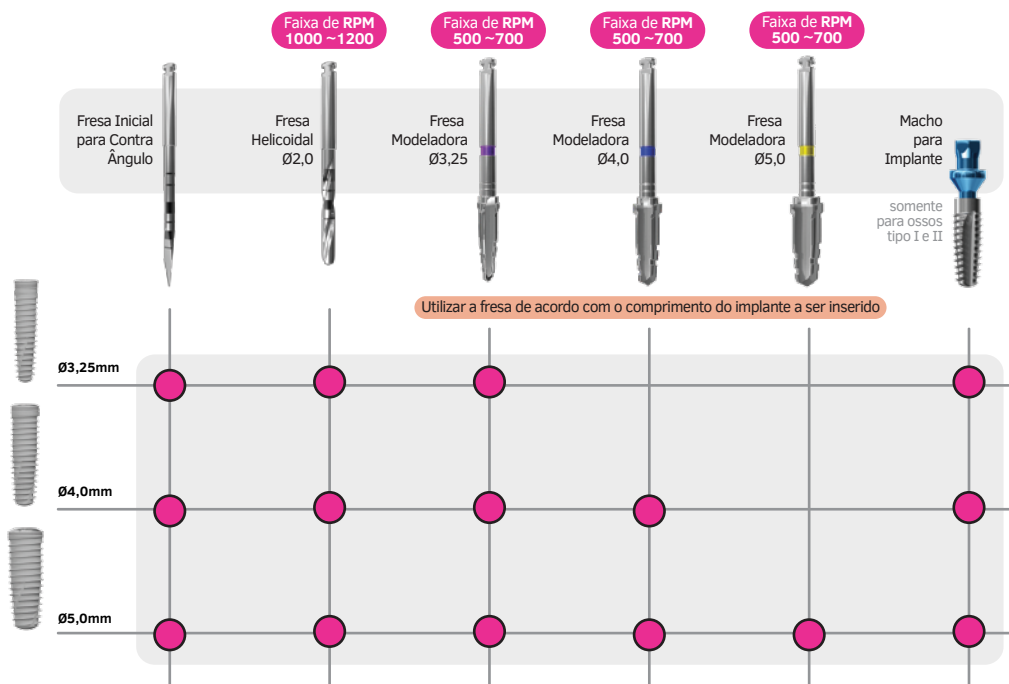 Faixa de RPM
1000 ~1200
Faixa de RPM
500 ~700
Faixa de RPM
500 ~700
Faixa de RPM
500 ~700
Fresa Inicial
para Contra
Ângulo
Fresa
Helicoidal
Ø2,0
Fresa
Modeladora
Ø3,25
Fresa
Modeladora
Ø4,0
Fresa
Modeladora
Ø5,0
Macho
para
Implante
somente
para ossos
tipo I e II
Utilizar a fresa de acordo com o comprimento do implante a ser inserido
Ø3,25mm
Ø4,0mm
Ø5,0mm